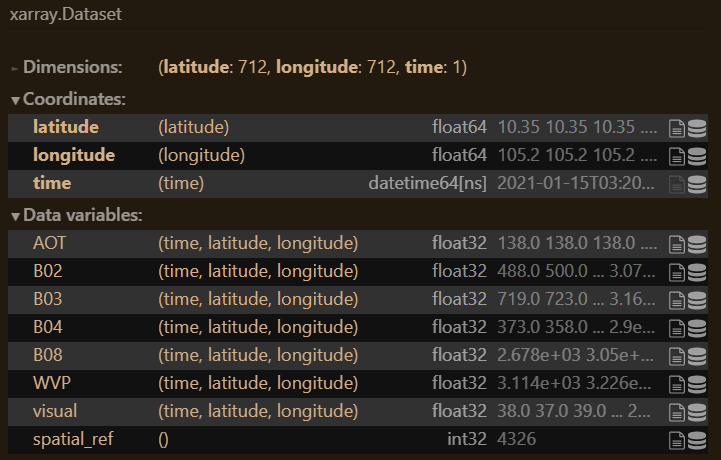 xarray.Dataset
► Dimensions: (latitude: 712, longitude: 712, time: 1)
▼ Coordinates:
latitude (latitude) float64 10.35 10.35 10.35 ....
longitude (longitude) float64 105.2 105.2 105.2 ....
time (time) datetime64[ns] 2021-01-15T03:20...
▼ Data variables:
AOT (time, latitude, longitude) float32 138.0 138.0 138.0 ....
B02 (time, latitude, longitude) float32 488.0 500.0 ... 3.07...
B03 (time, latitude, longitude) float32 719.0 723.0 ... 3.16...
B04 (time, latitude, longitude) float32 373.0 358.0 ... 2.9e...
B08 (time, latitude, longitude) float32 2.678e+03 3.05e+...
WVP (time, latitude, longitude) float32 3.114e+03 3.226e...
visual (time, latitude, longitude) float32 38.0 37.0 39.0 ... 2...
spatial_ref () int32 4326